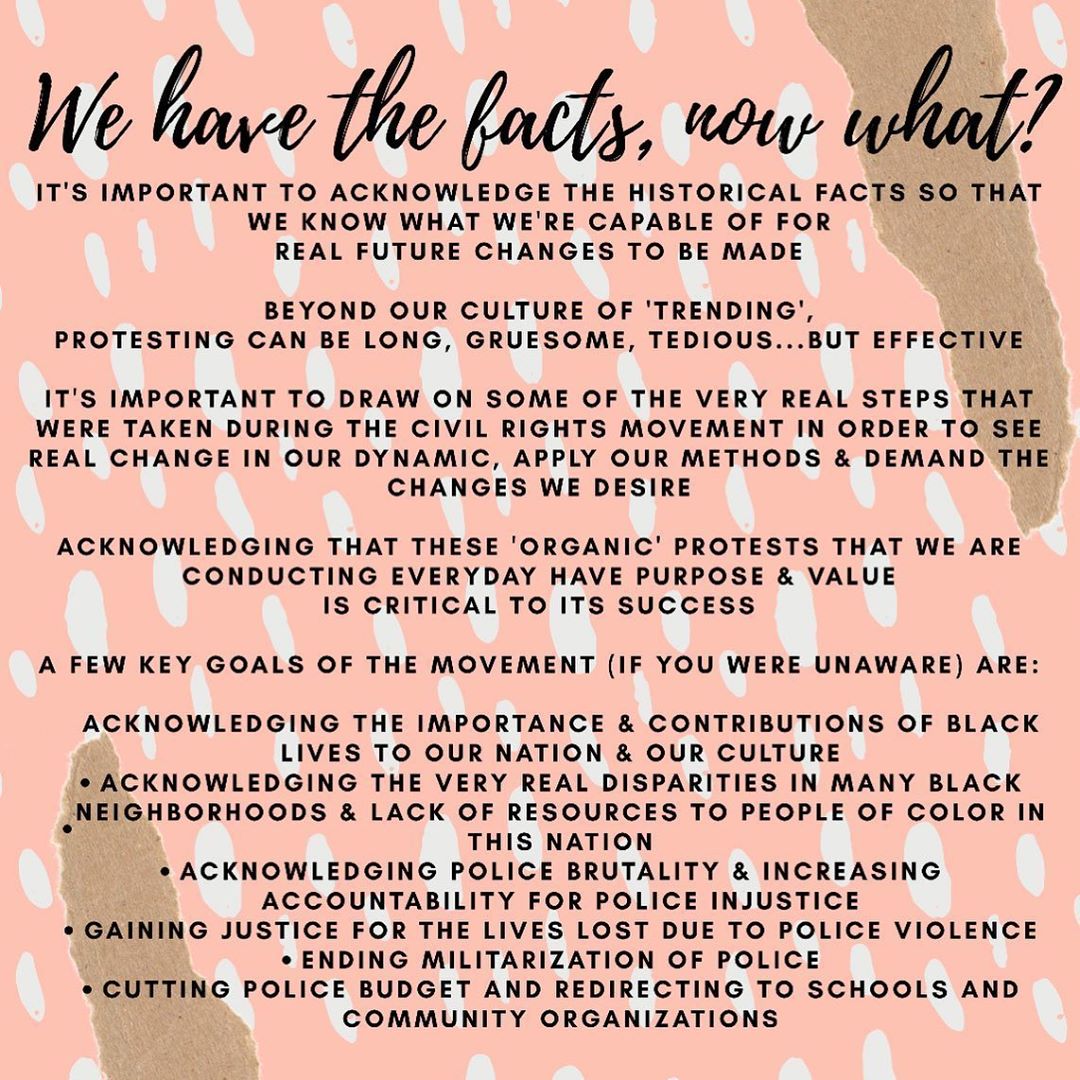 We have the facts, now what?
IT'S IMPORTANT TO ACKNOWLEDGE THE HISTORICAL FACTS SO THAT
WE KNOW WHAT WE'RE CAPABLE OF FOR
REAL FUTURE CHANGES TO BE MADE
BEYOND OUR CULTURE OF 'TRENDING',
PROTESTING CAN BE LONG, GRUESOME, TEDIOUS...BUT EFFECTIVE
IT'S IMPORTANT TO DRAW ON SOME OF THE VERY REAL STEPS THAT
WERE TAKEN DURING THE CIVIL RIGHTS MOVEMENT IN ORDER TO SEE
REAL CHANGE IN OUR DYNAMIC, APPLY OUR METHODS & DEMAND THE
CHANGES WE DESIRE
ACKNOWLEDGING THAT THESE 'ORGANIC' PROTESTS THAT WE ARE
CONDUCTING EVERYDAY HAVE PURPOSE & VALUE
IS CRITICAL TO ITS SUCCESS
A FEW KEY GOALS OF THE MOVEMENT (IF YOU WERE UNAWARE) ARE:
ACKNOWLEDGING THE IMPORTANCE & CONTRIBUTIONS OF BLACK
LIVES TO OUR NATION & OUR CULTURE
• ACKNOWLEDGING THE VERY REAL DISPARITIES IN MANY BLACK
• NEIGHBORHOODS & LACK OF RESOURCES TO PEOPLE OF COLOR IN
THIS NATION
• ACKNOWLEDGING POLICE BRUTALITY & INCREASING
ACCOUNTABILITY FOR POLICE INJUSTICE
• GAINING JUSTICE FOR THE LIVES LOST DUE TO POLICE VIOLENCE
• ENDING MILITARIZATION OF POLICE
• CUTTING POLICE BUDGET AND REDIRECTING TO SCHOOLS AND
COMMUNITY ORGANIZATIONS